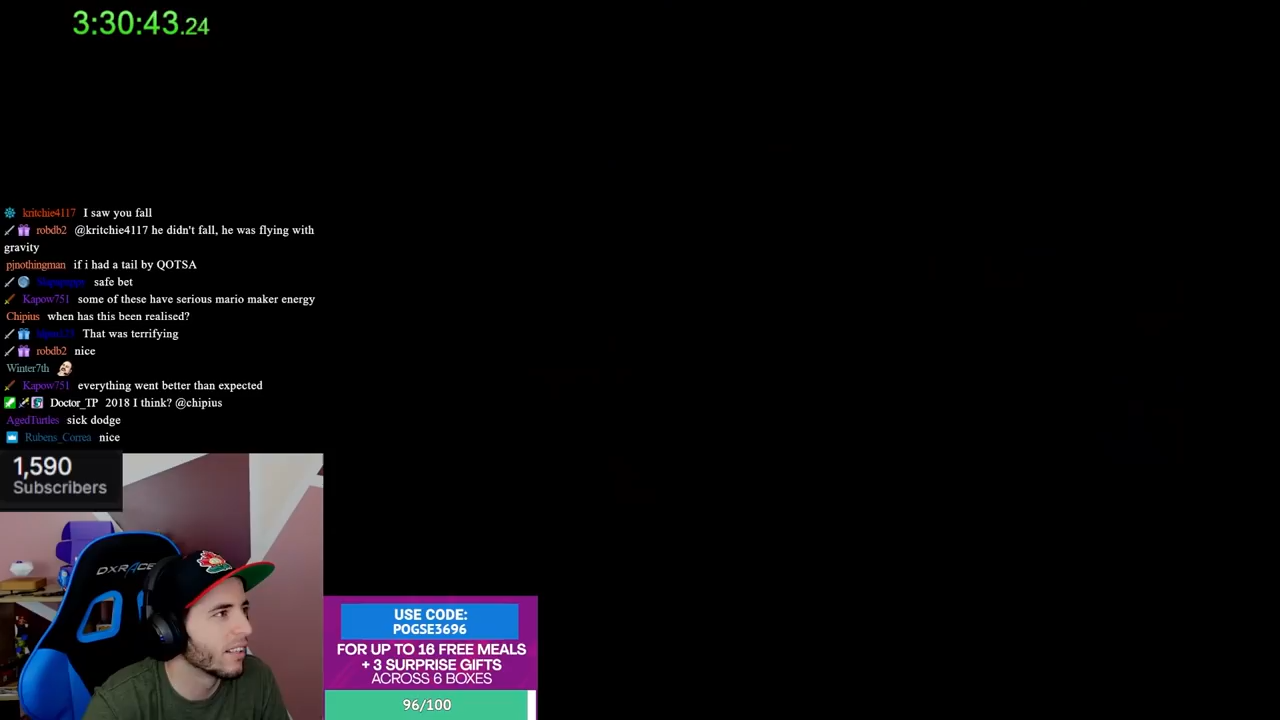 3:30:43.24
kritchie4117 I saw you fall
robdb2 @kritchie4117 he didn't fall, he was flying with
gravity
pjnothingman if i had a tail by QOTSA
safe bet
Kapow751 some of these have serious mario maker energy
Chipius when has this been realised?
That was terrifying
robdb2 nice
Winter7th
Kapow751 everything went better than expected
Doctor_TP 2018 I think? @chipius
AgedTurtles sick dodge
Rubens_Correa nice
1,590
Subscribers
DXRACE
USE CODE:
POGSE3696
FOR UP TO 16 FREE MEALS
+ 3 SURPRISE GIFTS
ACROSS 6 BOXES
96/100